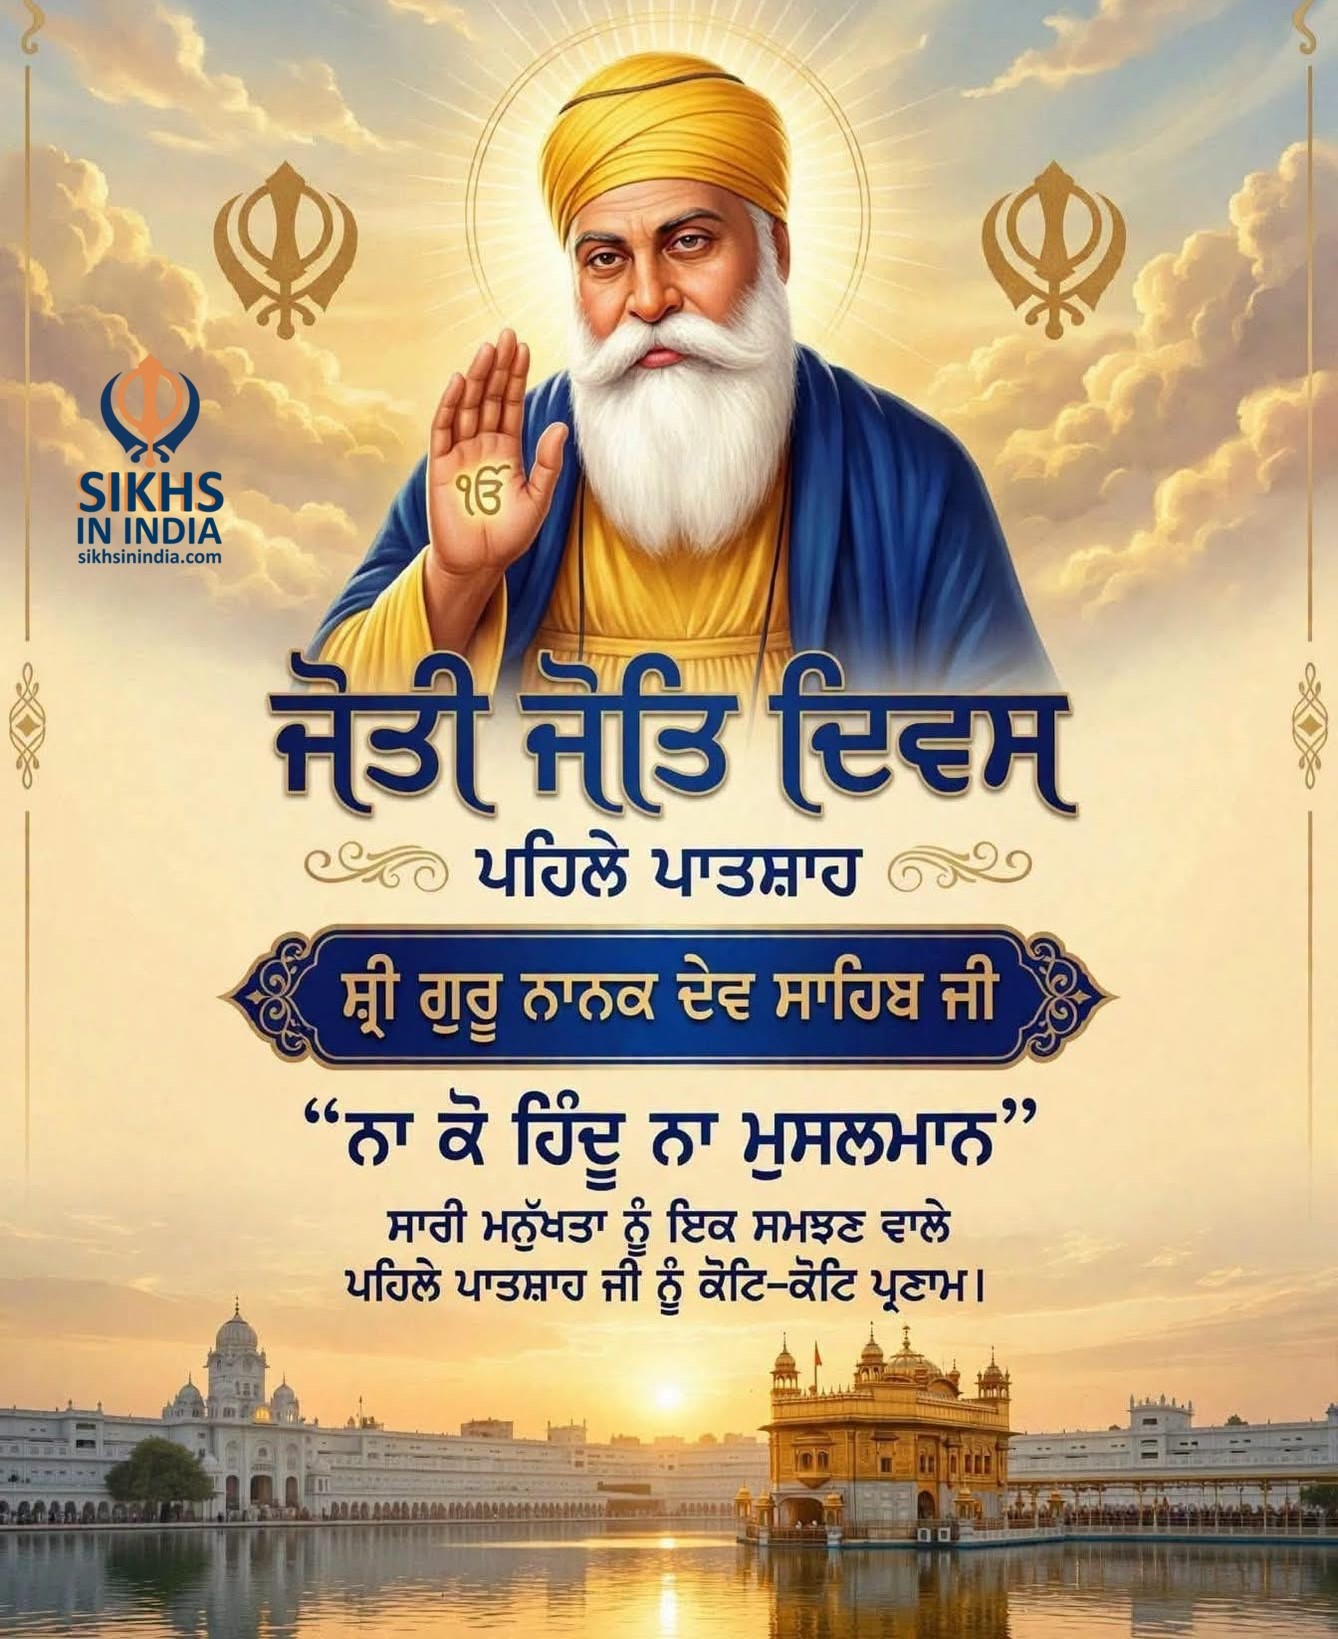 SIKHS
IN INDIA
sikhsinindia.com
ੴ
ਜੋਤੀ ਜੋਤਿ ਦਿਵਸ
ਪਹਿਲੇ ਪਾਤਸ਼ਾਹ
ਸ਼੍ਰੀ ਗੁਰੂ ਨਾਨਕ ਦੇਵ ਸਾਹਿਬ ਜੀ
“ਨਾ ਕੋ ਹਿੰਦੂ ਨਾ ਮੁਸਲਮਾਨ”
ਸਾਰੀ ਮਨੁੱਖਤਾ ਨੂੰ ਇਕ ਸਮਝਣ ਵਾਲੇ
ਪਹਿਲੇ ਪਾਤਸ਼ਾਹ ਜੀ ਨੂੰ ਕੋਟਿ-ਕੋਟਿ ਪ੍ਰਣਾਮ।